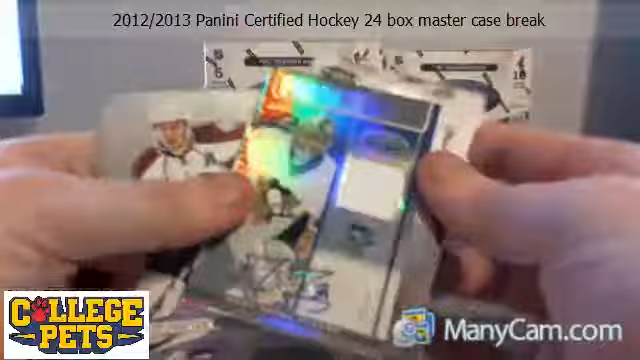 2012/2013 Panini Certified Hockey 24 box master case break
COLLEGE
PETS
ManyCam.com